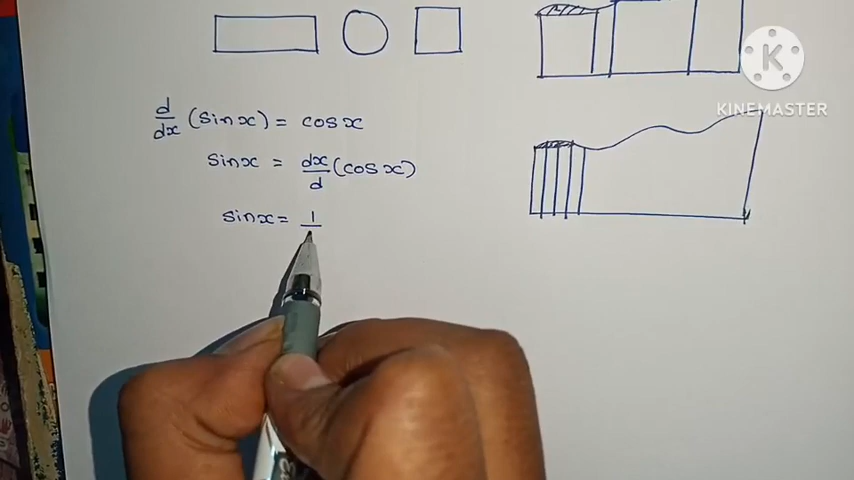 d/dx (sinx) = cosx
sinx = dx/d (cosx)
sinx = 1/
K
KINEMASTER